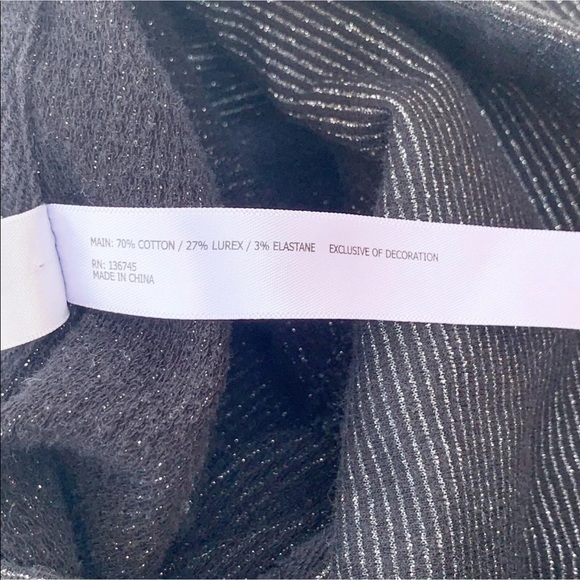 MAIN: 70% COTTON / 27% LUREX / 3% ELASTANE EXCLUSIVE OF DECORATION
RN: 136745
MADE IN CHINA